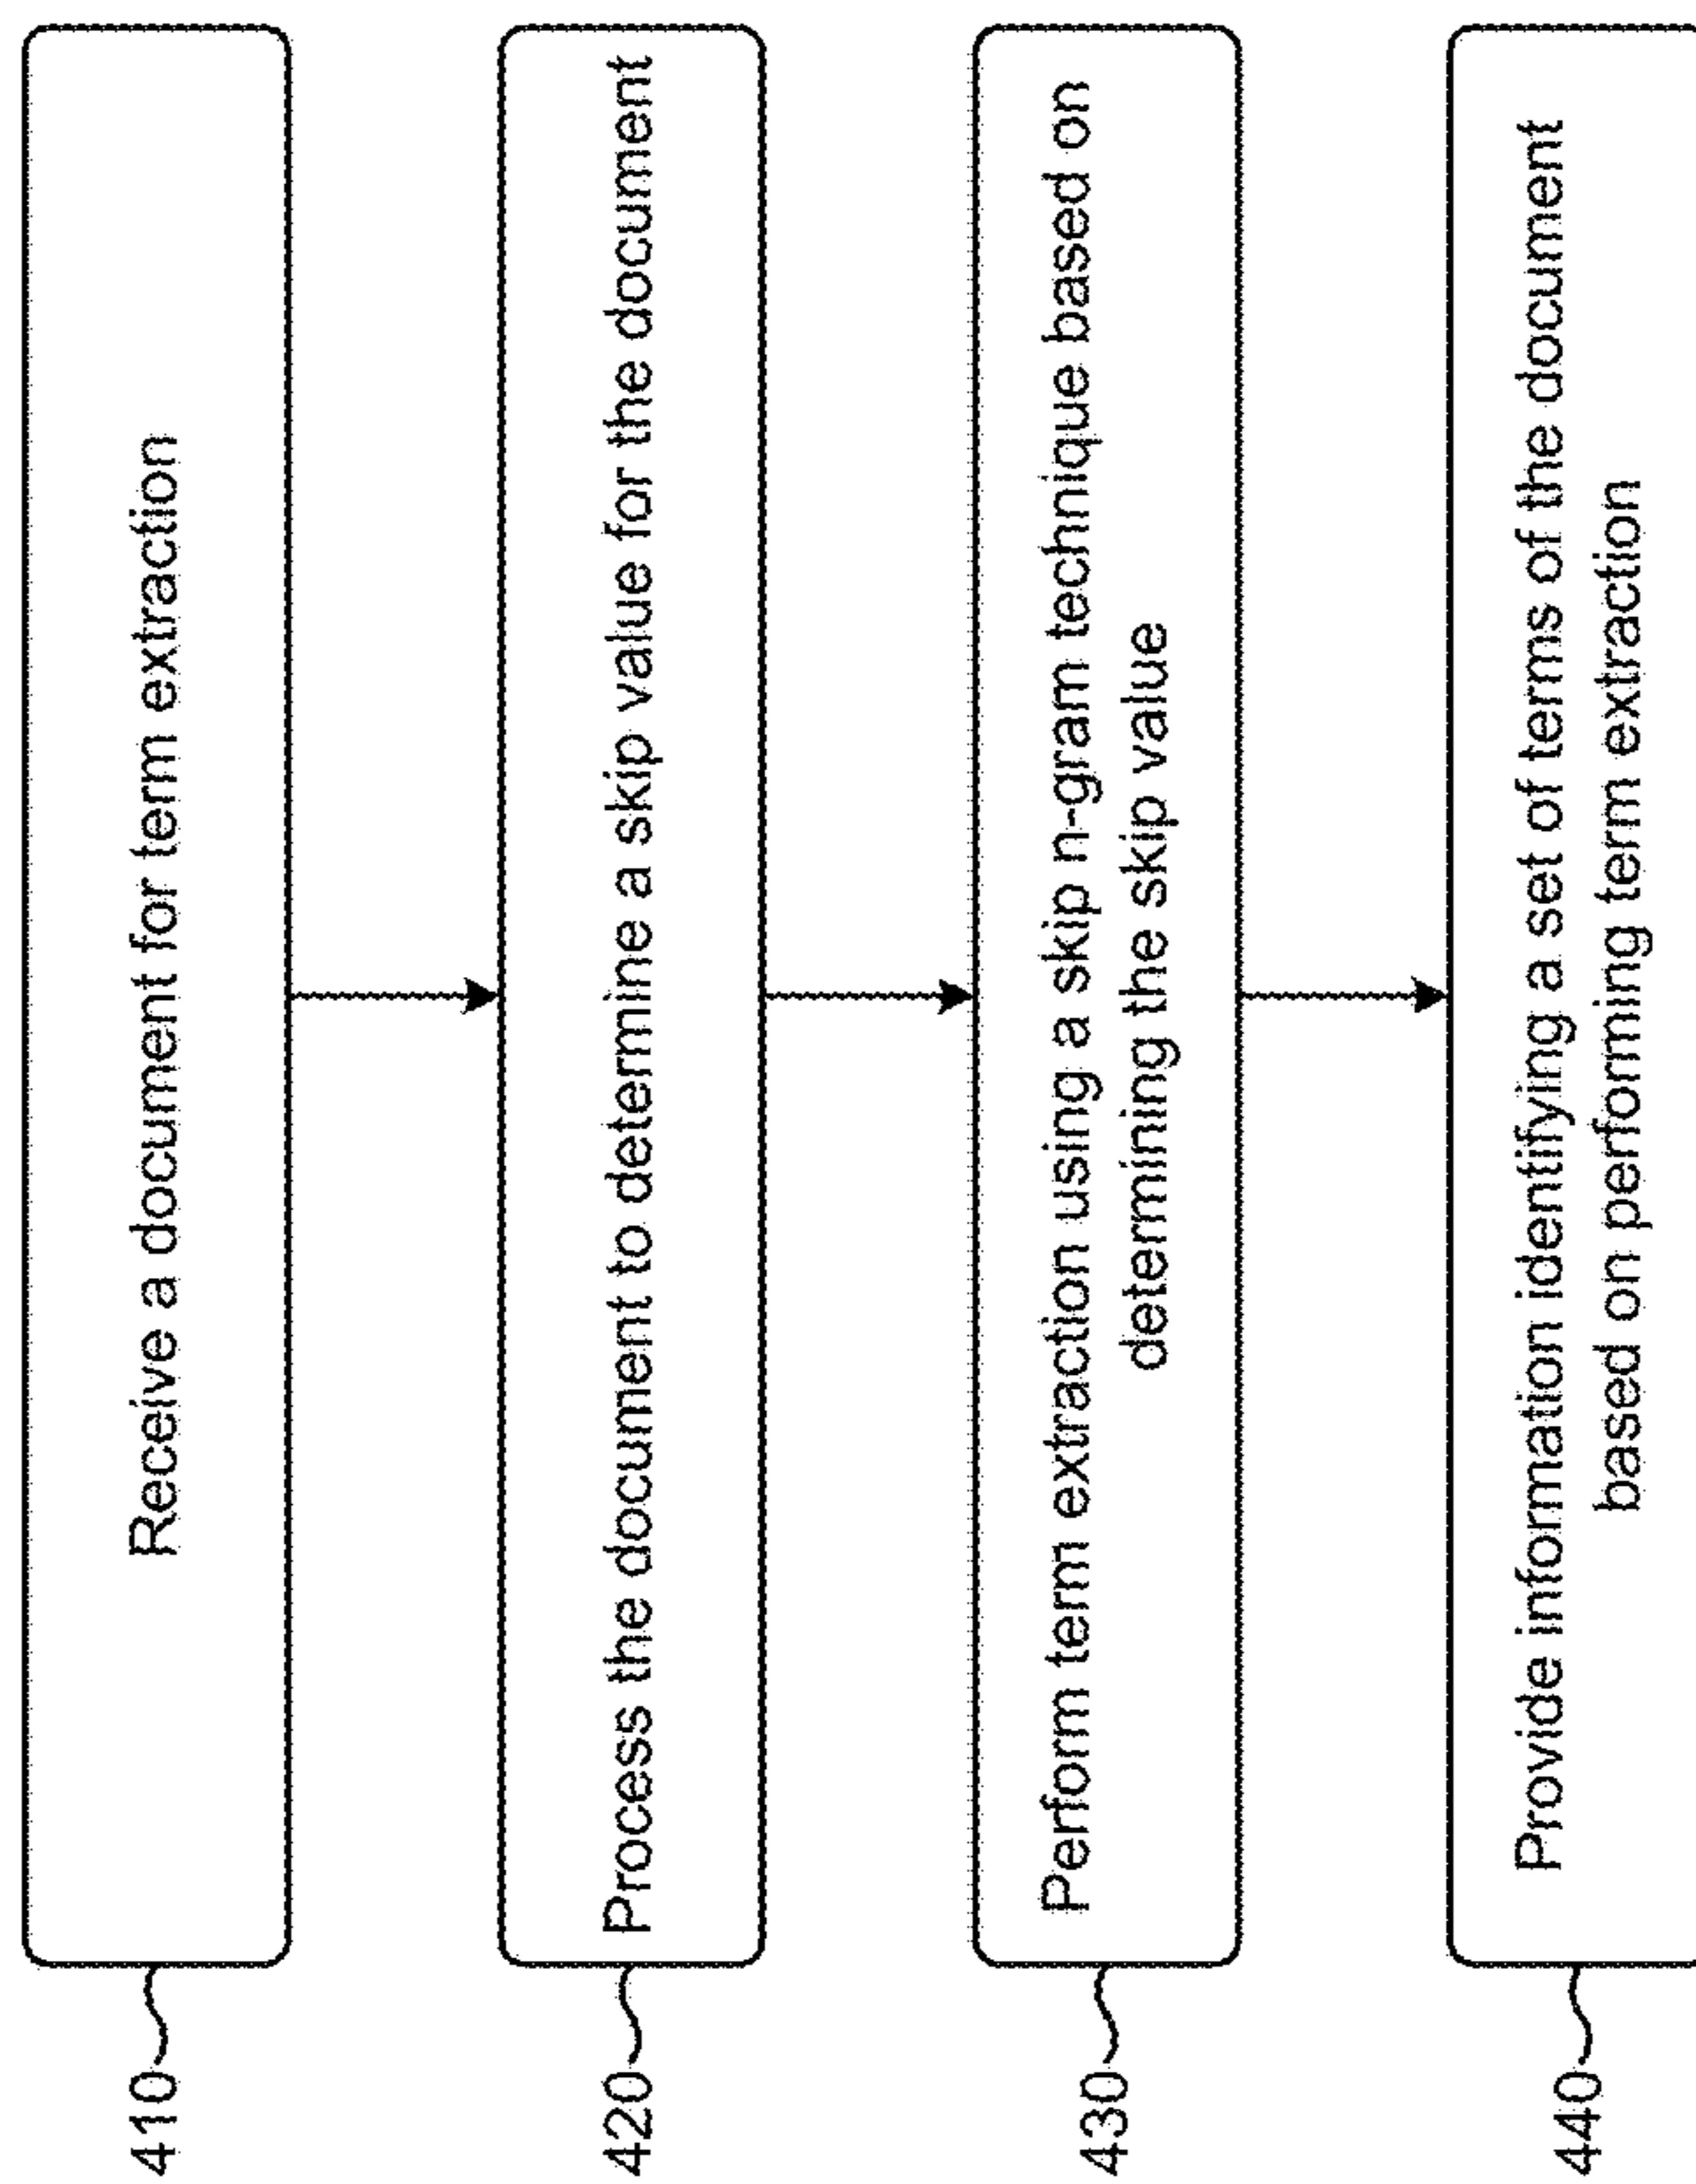 410
Receive a document for term extraction
420
Process the document to determine a skip value for the document
430
Perform term extraction using a skip n-gram technique based on
determining the skip value
440
Provide information identifying a set of terms of the document
based on performing term extraction